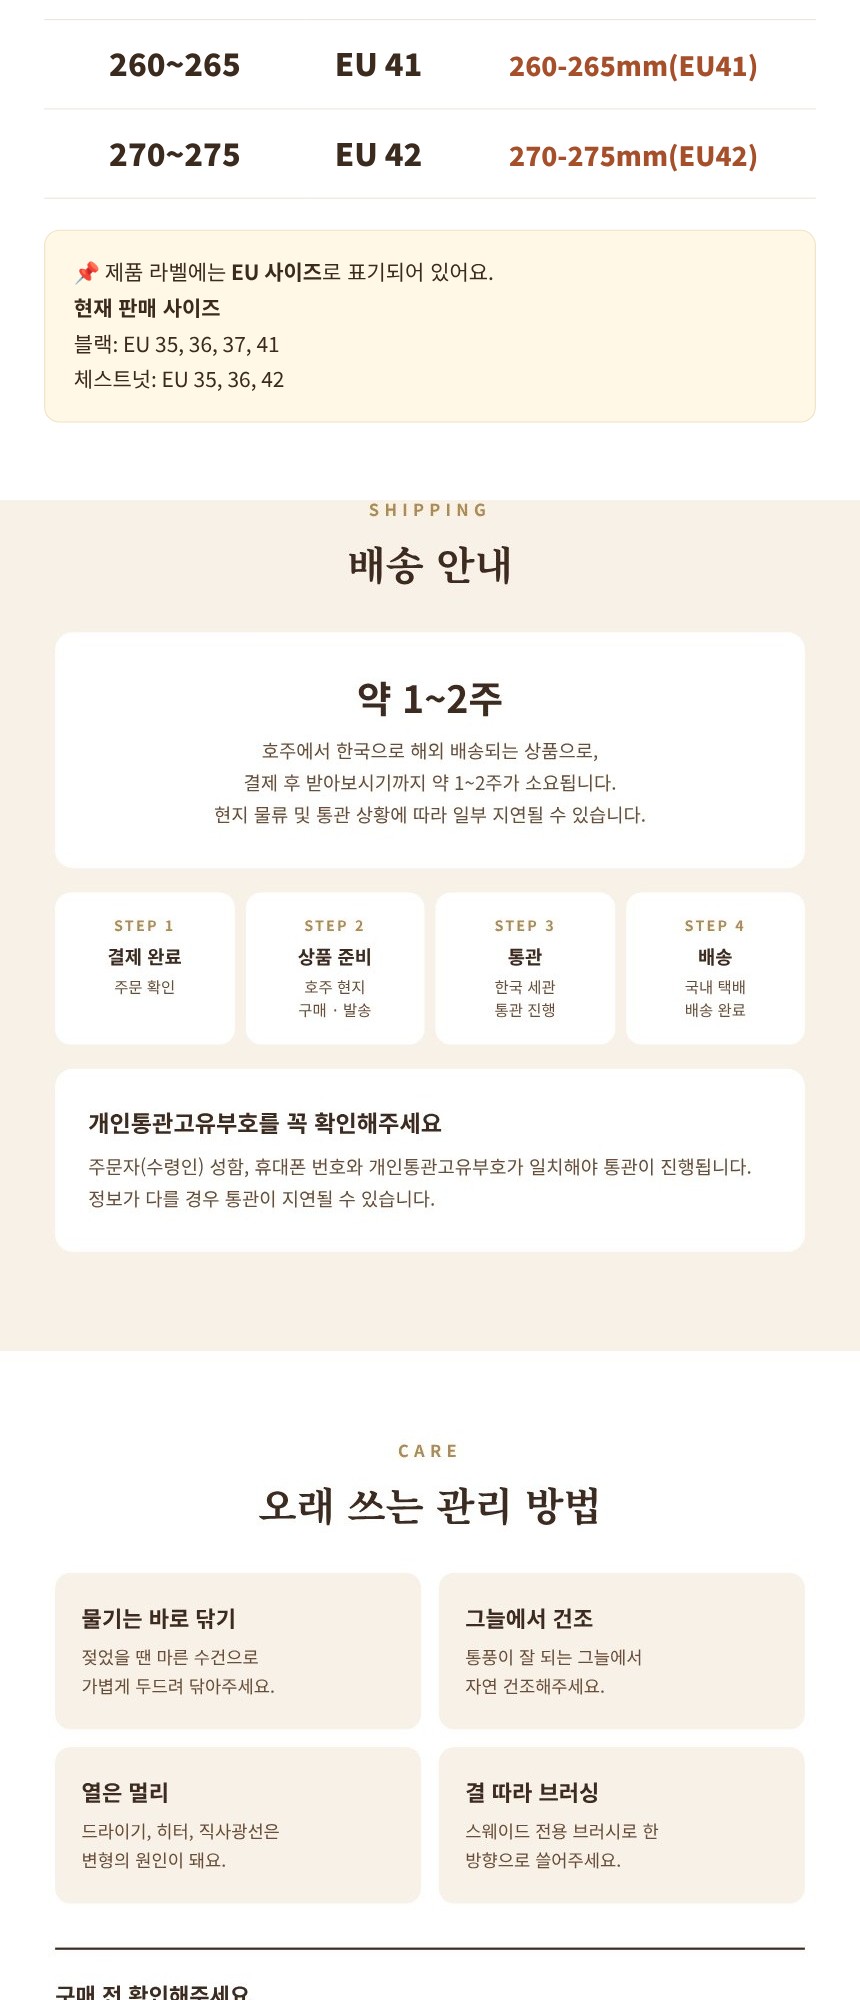 260~265 EU 41 260-265mm(EU41)
270~275 EU 42 270-275mm(EU42)
📌 제품 라벨에는 EU 사이즈로 표기되어 있어요.
현재 판매 사이즈
블랙: EU 35, 36, 37, 41
체스트넛: EU 35, 36, 42
SHIPPING
배송 안내
약 1~2주
호주에서 한국으로 해외 배송되는 상품으로,
결제 후 받아보시기까지 약 1~2주가 소요됩니다.
현지 물류 및 통관 상황에 따라 일부 지연될 수 있습니다.
STEP 1
결제 완료
주문 확인
STEP 2
상품 준비
호주 현지
구매 · 발송
STEP 3
통관
한국 세관
통관 진행
STEP 4
배송
국내 택배
배송 완료
개인통관고유부호를 꼭 확인해주세요
주문자(수령인) 성함, 휴대폰 번호와 개인통관고유부호가 일치해야 통관이 진행됩니다.
정보가 다를 경우 통관이 지연될 수 있습니다.
CARE
오래 쓰는 관리 방법
물기는 바로 닦기
젖었을 땐 마른 수건으로
가볍게 두드려 닦아주세요.
그늘에서 건조
통풍이 잘 되는 그늘에서
자연 건조해주세요.
열은 멀리
드라이기, 히터, 직사광선은
변형의 원인이 돼요.
결 따라 브러싱
스웨이드 전용 브러시로 한
방향으로 쓸어주세요.
구매 전 확인해주세요